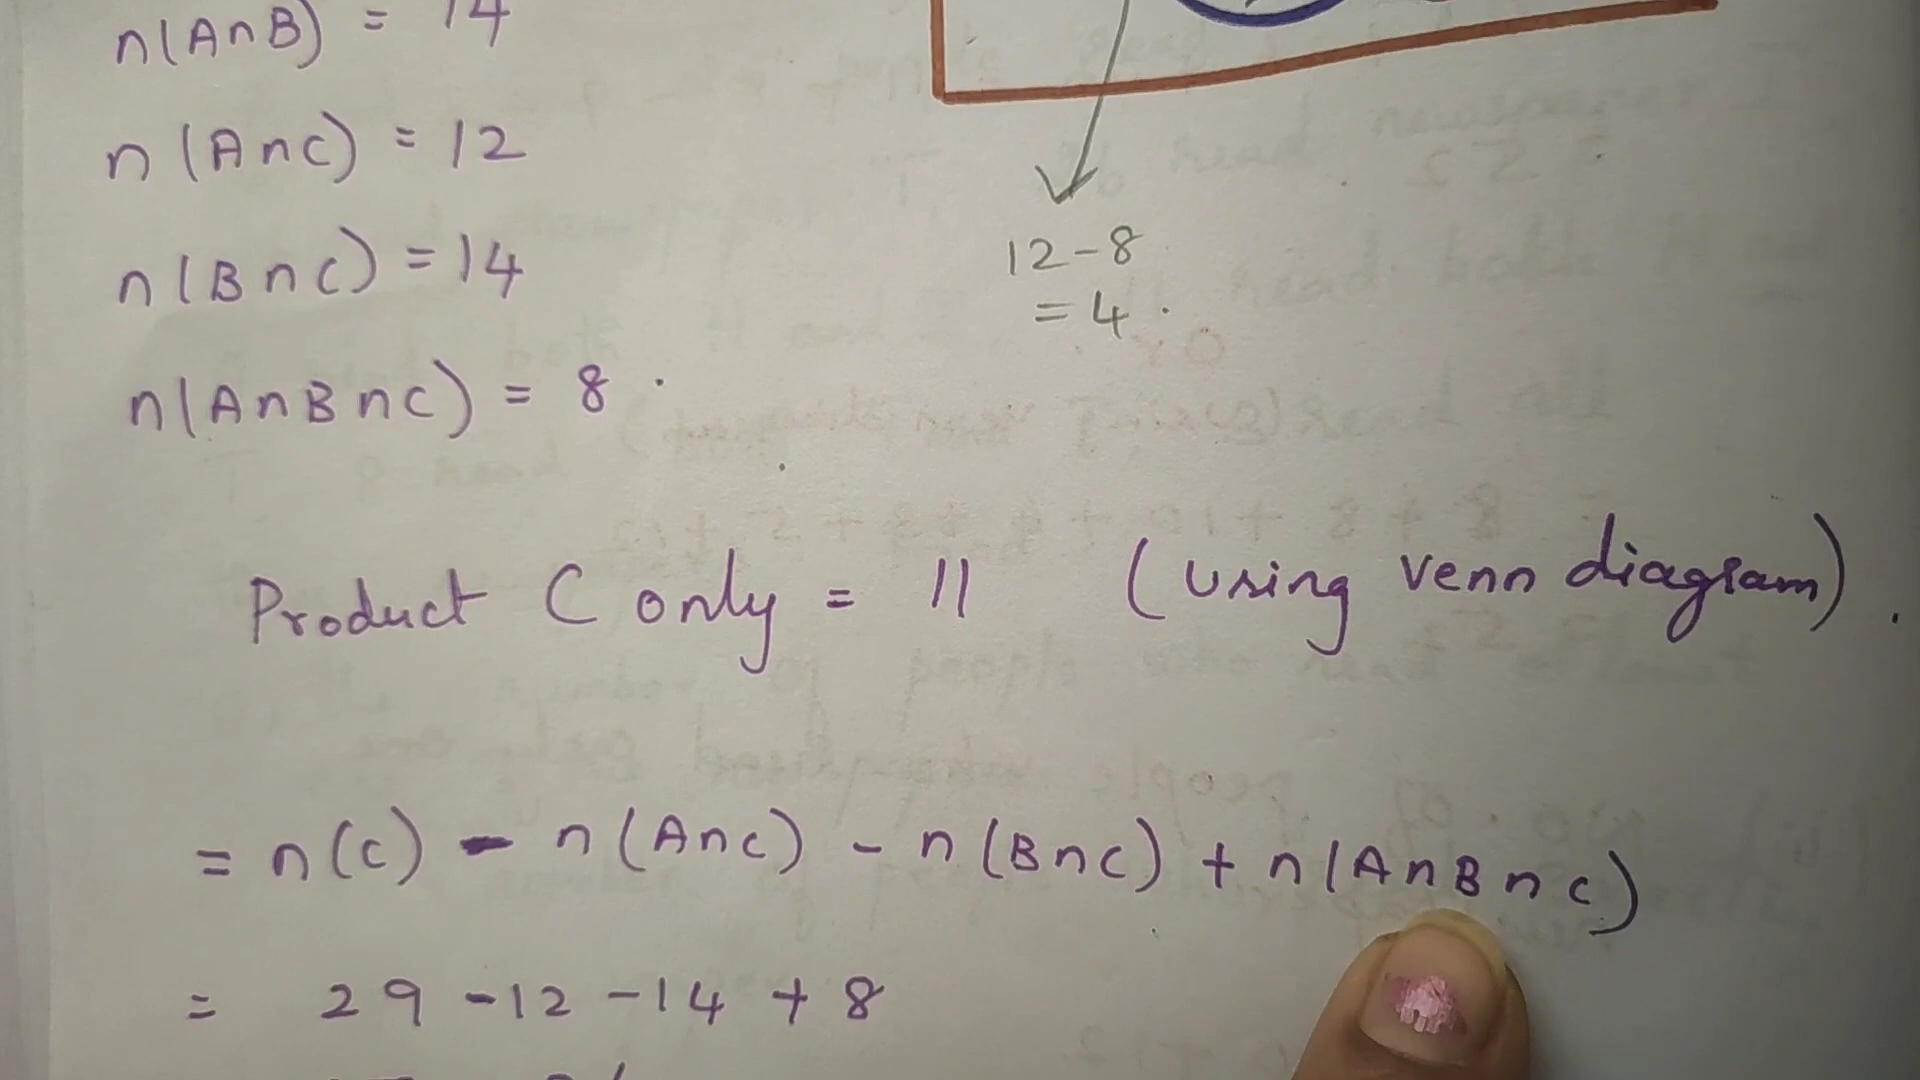 n(A∩B) = 14
n(A∩C) = 12
n(B∩C) = 14
n(A∩B∩C) = 8.
12-8
= 4.
Product C only = 11 (using venn diagram).
= n(C) - n(A∩C) - n(B∩C) + n(A∩B∩C)
= 29 - 12 - 14 + 8